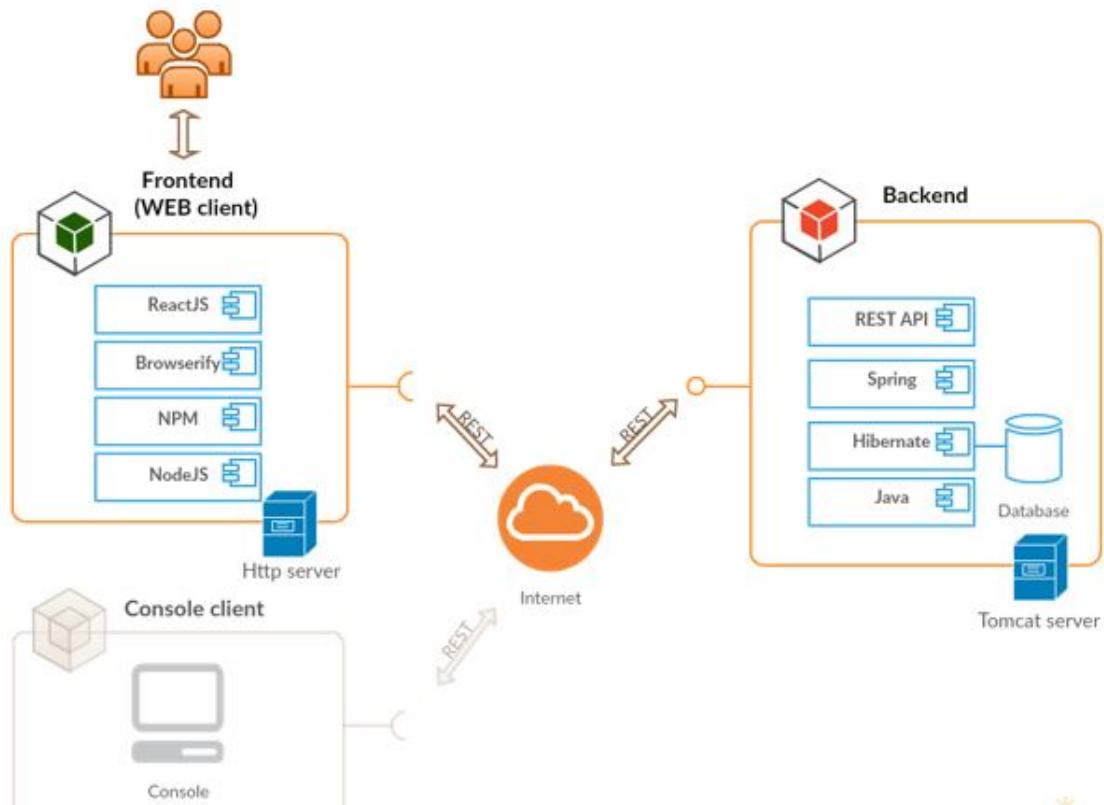 Frontend
(WEB client)
ReactJS
Browserify
NPM
NodeJS
Http server
REST
REST
Internet
Backend
REST API
Spring
Hibernate
Java
Database
Tomcat server
Console client
REST
Console